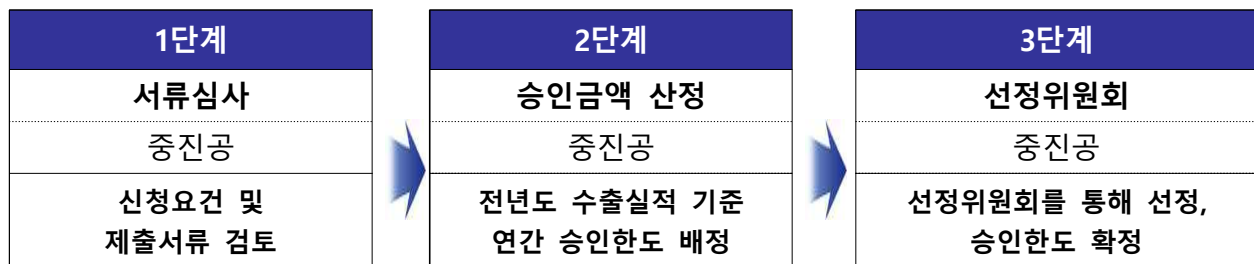 1단계
서류심사
중진공
신청요건 및
제출서류 검토
2단계
승인금액 산정
중진공
전년도 수출실적 기준
연간 승인한도 배정
3단계
선정위원회
중진공
선정위원회를 통해 선정,
승인한도 확정